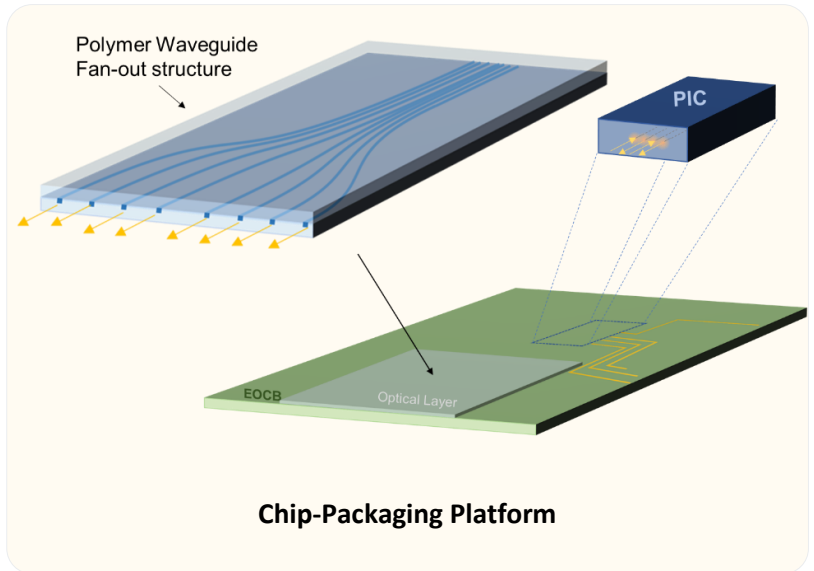 Polymer Waveguide
Fan-out structure
PIC
EOCB
Optical Layer
Chip-Packaging Platform